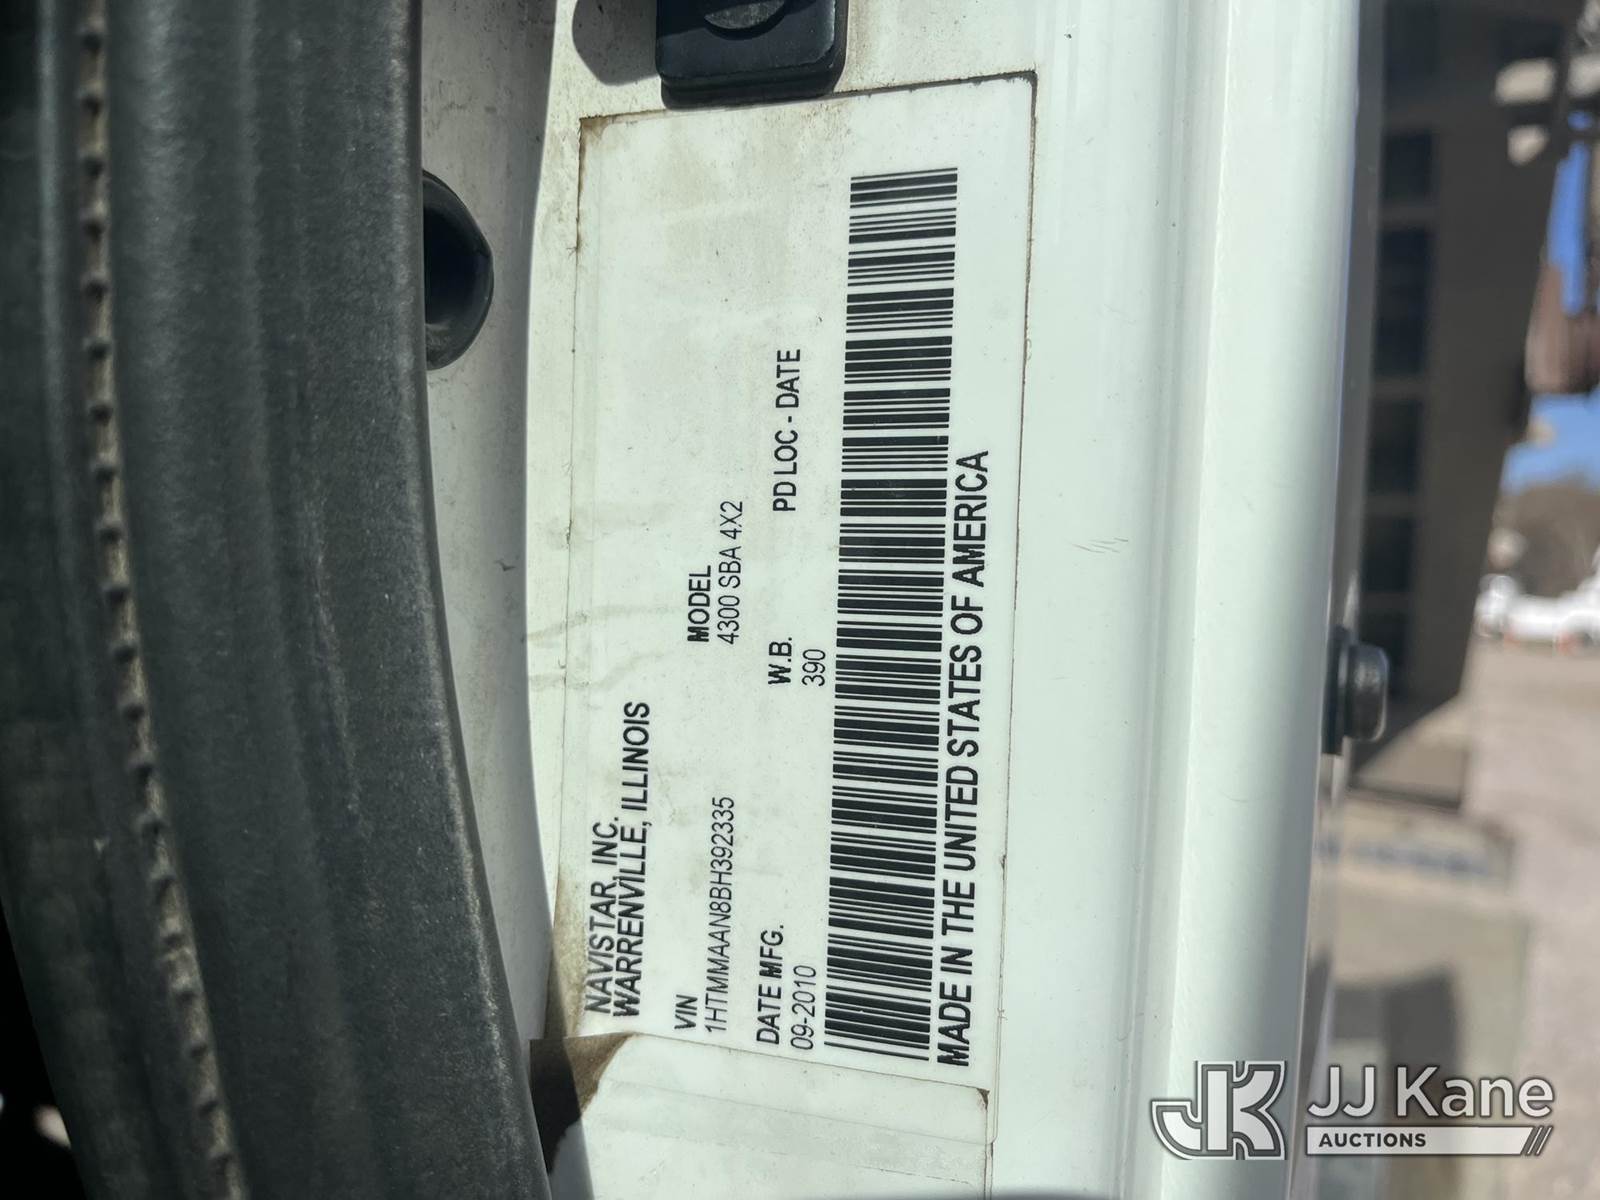 NAVISTAR, INC.
WARRENVILLE, ILLINOIS
VIN MODEL
1HTMMAAN8BH392335 4300 SBA 4X2
DATE MFG. W.B. PD LOC - DATE
09-2010 390
MADE IN THE UNITED STATES OF AMERICA
JK JJ Kane
AUCTIONS